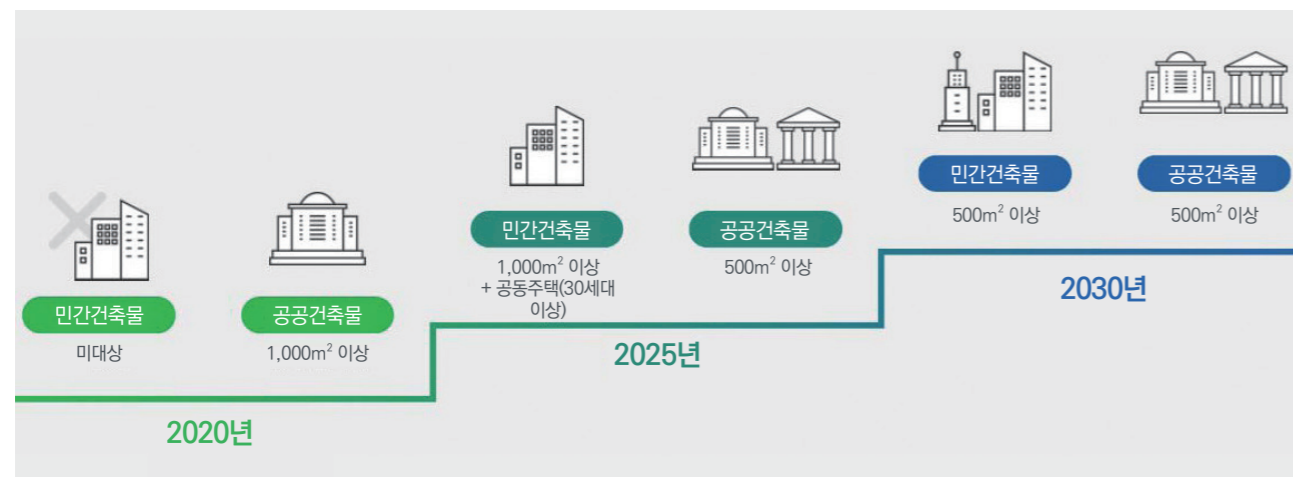 민간건축물
미대상
공공건축물
1,000m² 이상
2020년
민간건축물
1,000m² 이상
+ 공동주택(30세대
이상)
공공건축물
500m² 이상
2025년
민간건축물
500m² 이상
공공건축물
500m² 이상
2030년